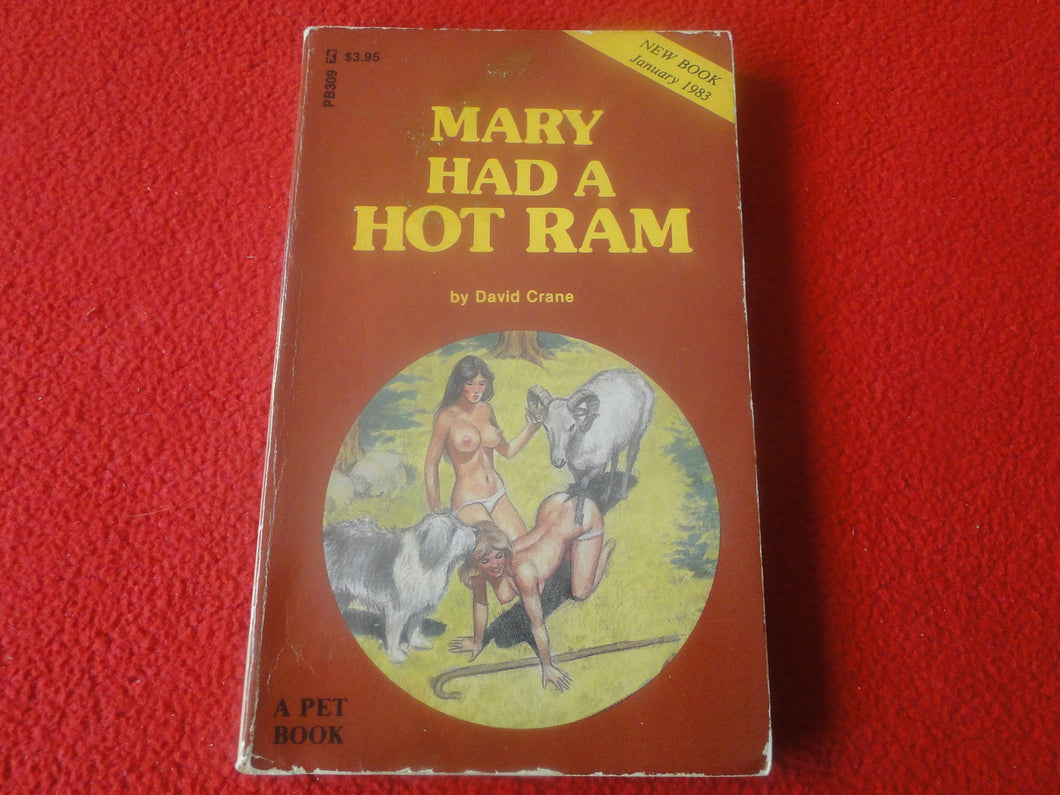 PB309 $3.95
NEW BOOK
January 1983
MARY
HAD A
HOT RAM
by David Crane
A PET
BOOK